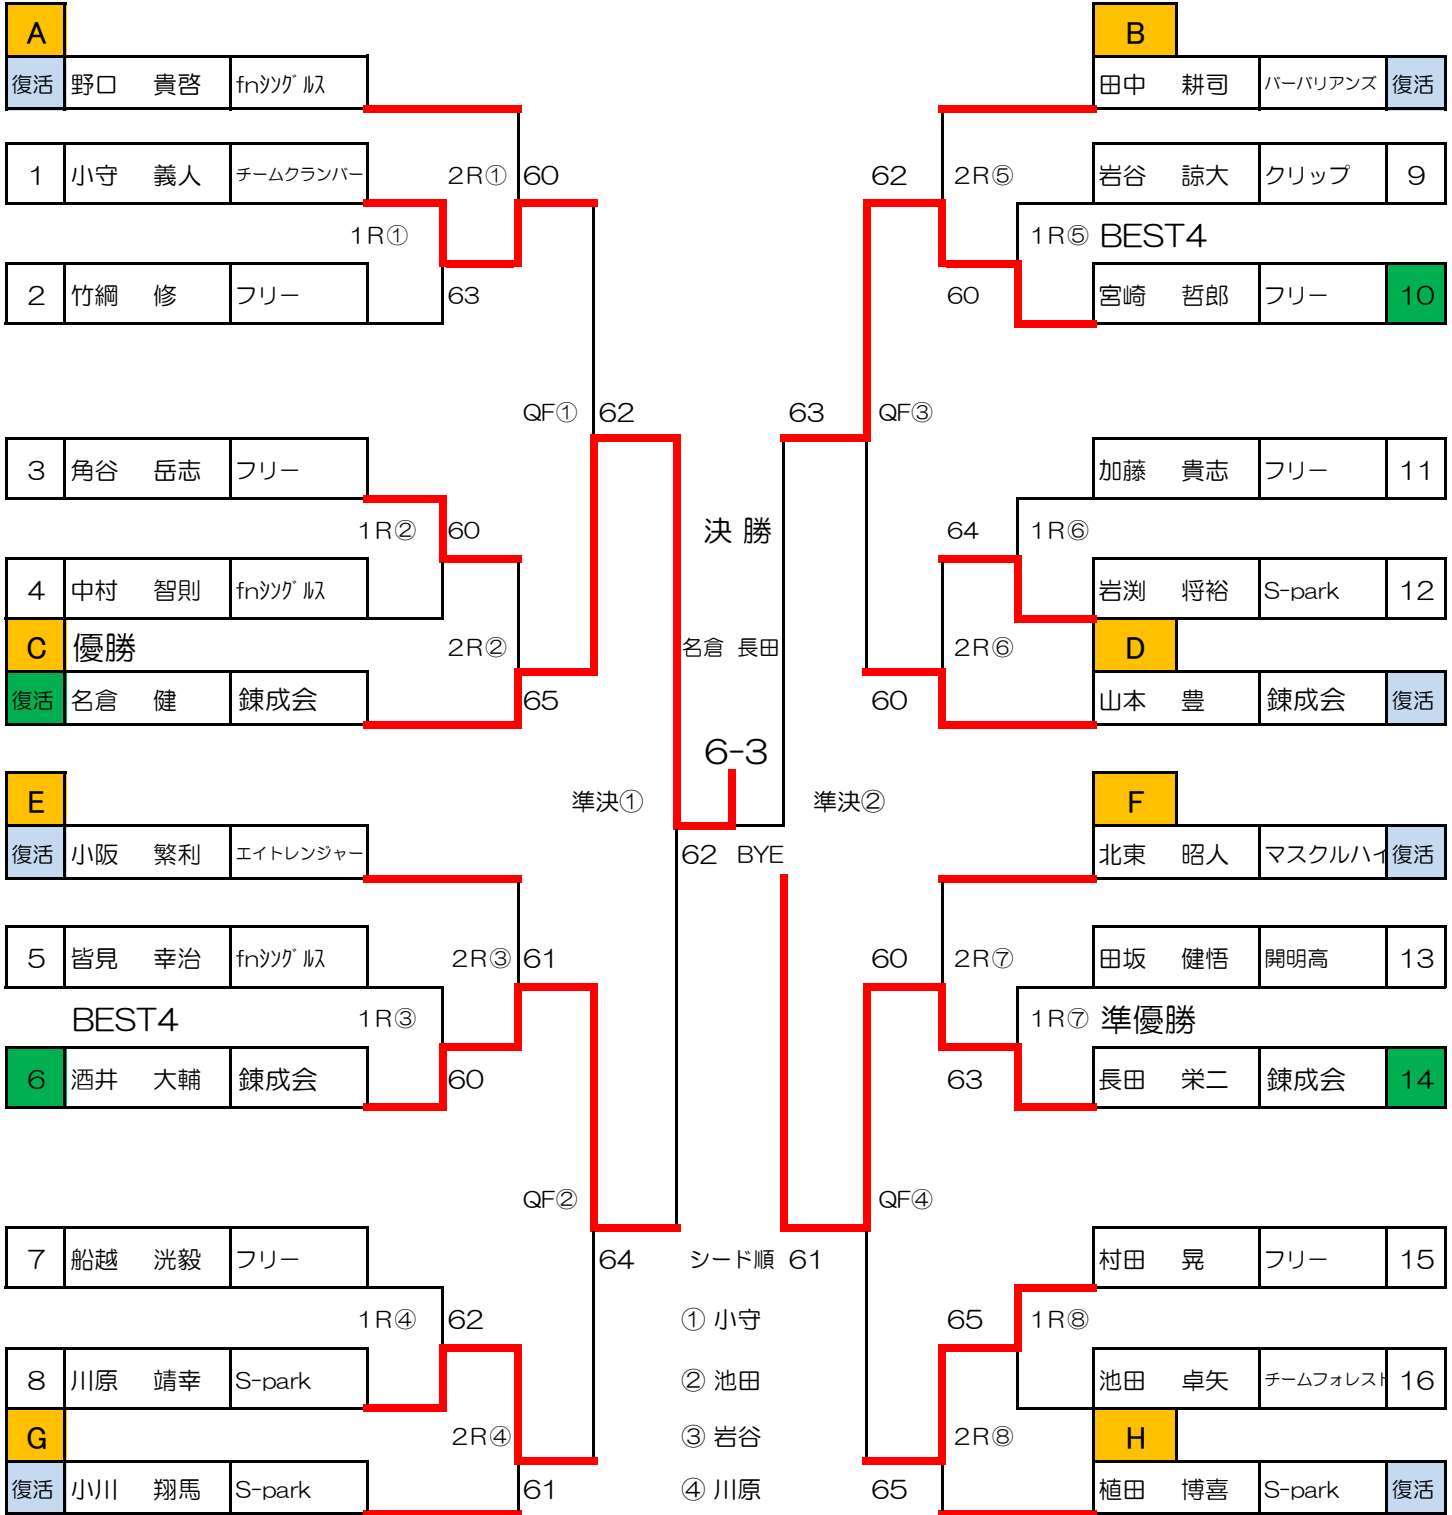 A B
復活 野口 貴啓 fnｼﾝｸﾞﾙｽ 田中 耕司 バーバリアンズ 復活
1 小守 義人 チームクランバー 2R① 60 62 2R⑤ 岩谷 諒大 クリップ 9
1R① 1R⑤ BEST4
2 竹綱 修 フリー 63 60 宮崎 哲郎 フリー 10
QF① 62 63 QF③
3 角谷 岳志 フリー 加藤 貴志 フリー 11
1R② 60 決 勝 64 1R⑥
4 中村 智則 fnｼﾝｸﾞﾙｽ 岩渕 将裕 S-park 12
C 優勝 2R② 名倉 長田 2R⑥ D
復活 名倉 健 錬成会 65 60 山本 豊 錬成会 復活
6-3
E 準決① 準決② F
復活 小阪 繁利 エイトレンジャー 62 BYE 北東 昭人 マスクルハイ 復活
5 皆見 幸治 fnｼﾝｸﾞﾙｽ 2R③ 61 60 2R⑦ 田坂 健悟 開明高 13
BEST4 1R③ 1R⑦ 準優勝
6 酒井 大輔 錬成会 60 63 長田 栄二 錬成会 14
QF② QF④
7 船越 洸毅 フリー 64 シード順 61 村田 晃 フリー 15
1R④ 62 ① 小守 65 1R⑧
8 川原 靖幸 S-park ② 池田 池田 卓矢 チームフォレスト 16
G 2R④ ③ 岩谷 2R⑧ H
復活 小川 翔馬 S-park 61 ④ 川原 65 植田 博喜 S-park 復活